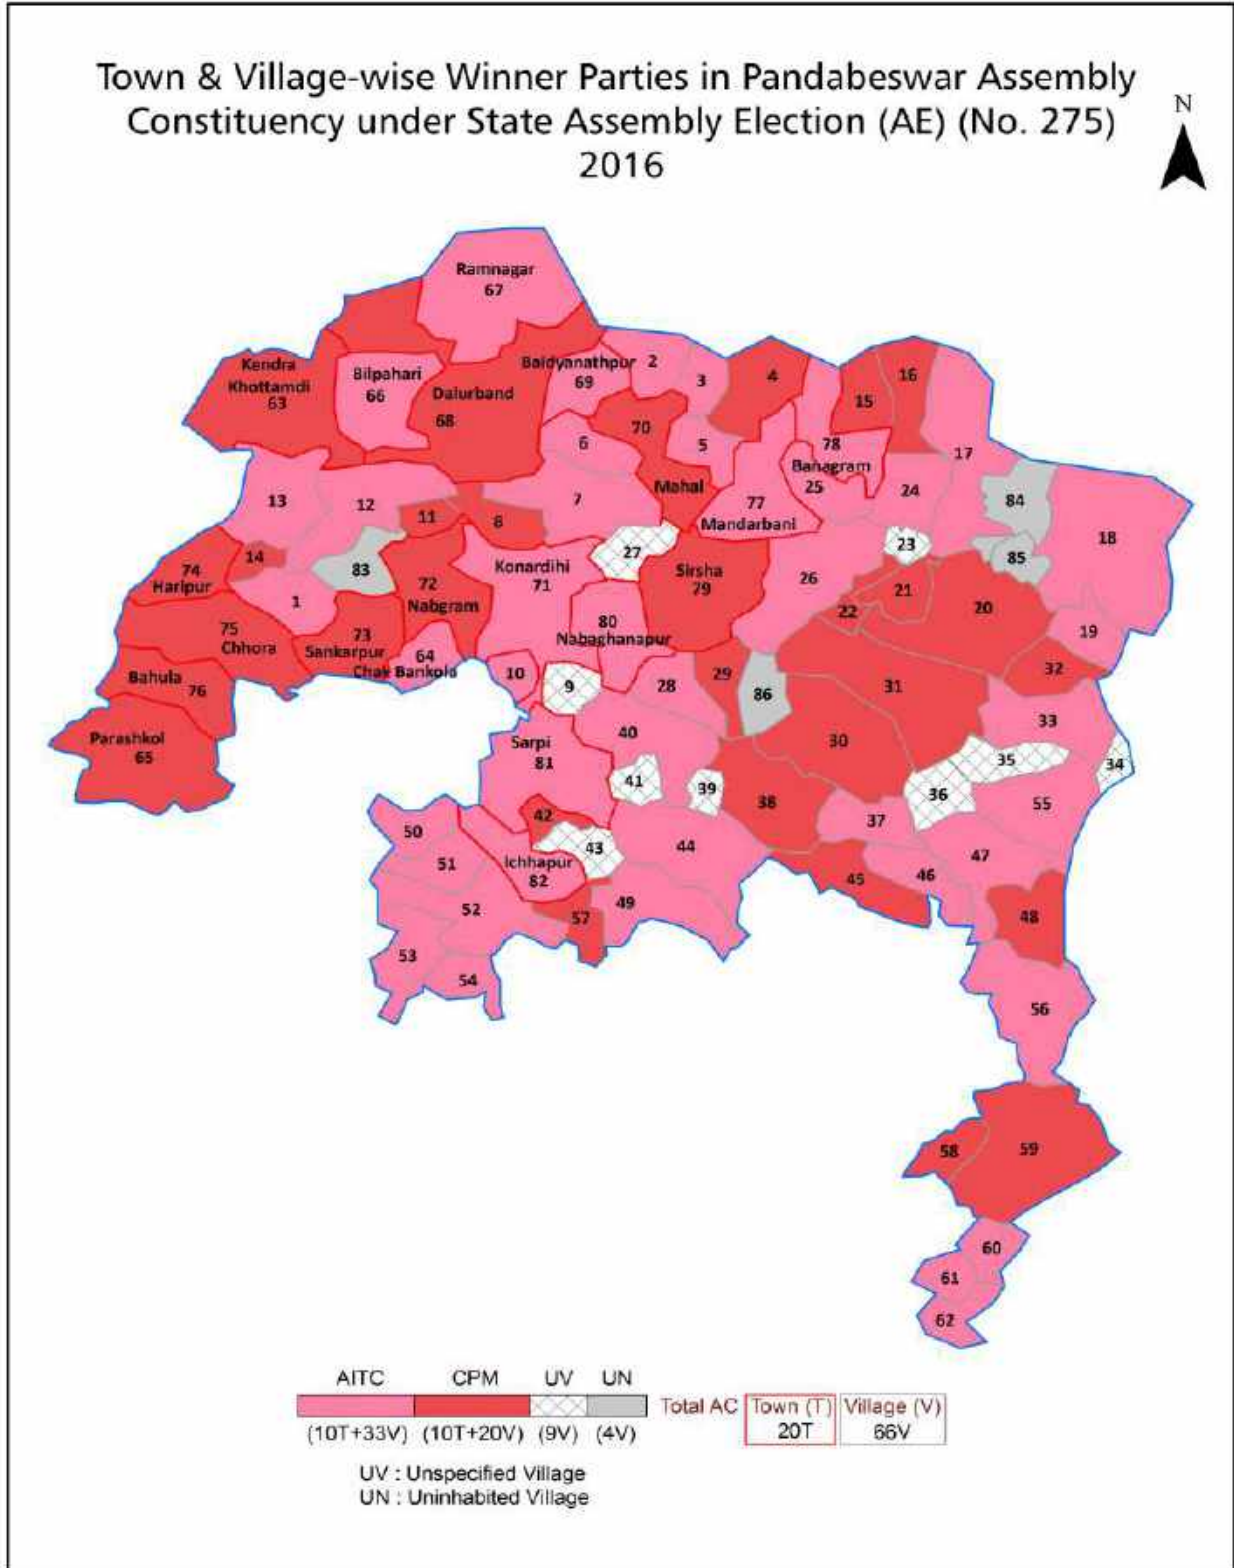 Town & Village-wise Winner Parties in Pandabeswar Assembly
Constituency under State Assembly Election (AE) (No. 275)
2016
N
Ramnagar
67
Kendra
Khottamdi
63
Bilpahari
66
Dalurband
68
Baidyanathpur
69
2
3
4
15
16
70
6
5
78
Banagram
25
17
24
84
13
12
11
8
7
Mahal
77
Mandarbani
23
85
18
14
83
27
74
Haripur
1
72
Nabgram
Konardihi
71
Sirsha
79
26
22
21
20
19
75
Chhora
73
Sankarpur
64
Chak Bankola
80
Nabaghanapur
Bahula
76
10
9
28
29
86
31
32
Parashkol
65
Sarpi
81
40
30
33
41
39
35
34
36
42
38
37
55
50
51
Ichhapur
82
43
44
47
45
46
52
57
49
48
53
54
56
58
59
60
61
62
AITC CPM UV UN
(10T+33V) (10T+20V) (9V) (4V)
Total AC
Town (T)
20T
Village (V)
66V
UV : Unspecified Village
UN : Uninhabited Village